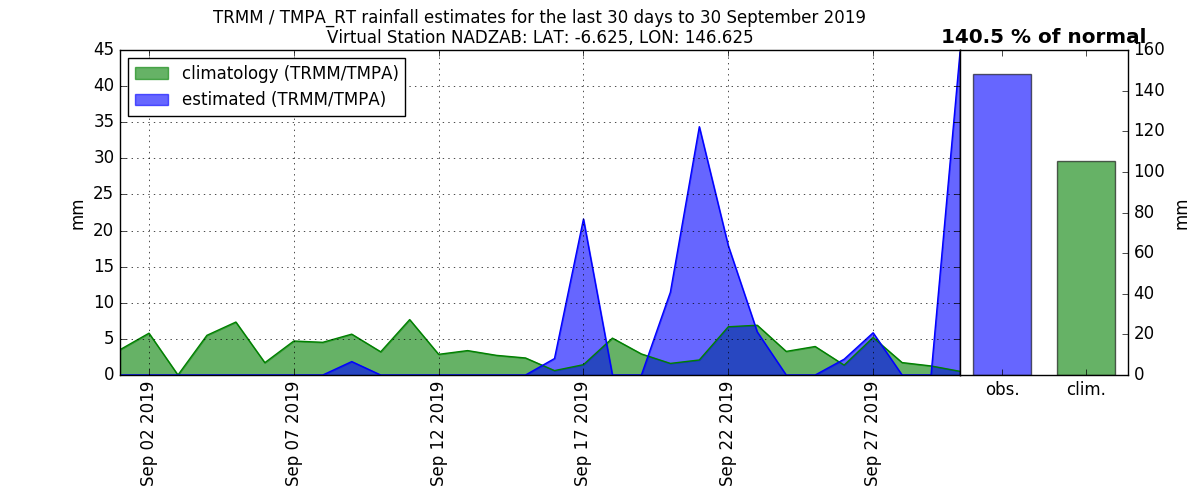 TRMM / TMPA_RT rainfall estimates for the last 30 days to 30 September 2019
Virtual Station NADZAB: LAT: -6.625, LON: 146.625
140.5 % of normal
climatology (TRMM/TMPA)
estimated (TRMM/TMPA)
45
40
35
30
25
20
15
10
5
0
mm
Sep 02 2019
Sep 07 2019
Sep 12 2019
Sep 17 2019
Sep 22 2019
Sep 27 2019
obs.
clim.
160
140
120
100
80
60
40
20
0
mm